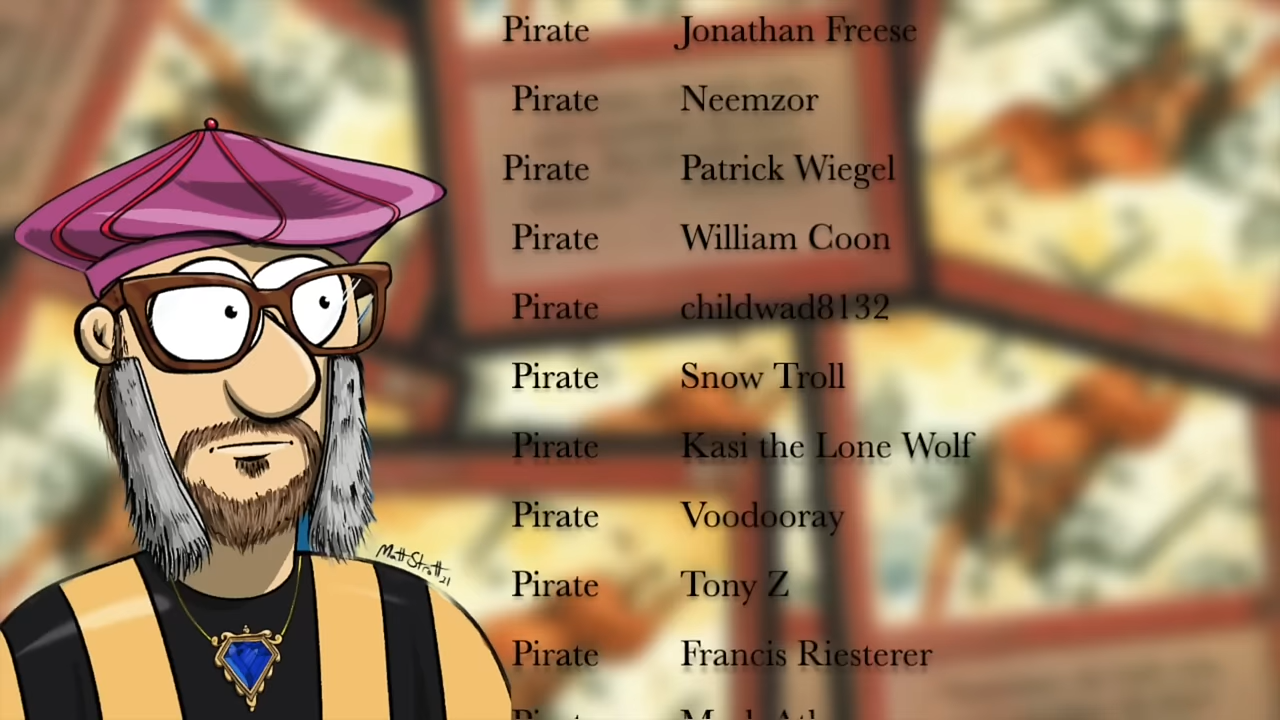 Pirate Jonathan Freese
Pirate Neemzor
Pirate Patrick Wiegel
Pirate William Coon
Pirate childwad8132
Pirate Snow Troll
Pirate Kasi the Lone Wolf
Pirate Voodooray
Pirate Tony Z
Pirate Francis Riesterer
Pirate